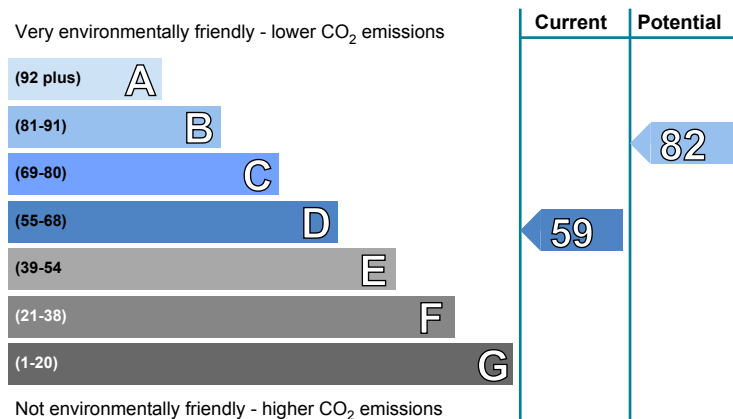 Very environmentally friendly - lower CO₂ emissions
Current
Potential
(92 plus) A
(81-91) B
(69-80) C
(55-68) D
(39-54 E
(21-38) F
(1-20) G
82
59
Not environmentally friendly - higher CO₂ emissions